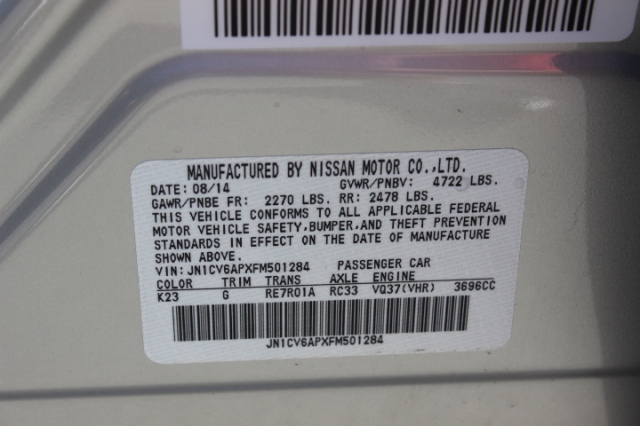 MANUFACTURED BY NISSAN MOTOR CO.,LTD.
DATE: 08/14 GVWR/PNBV: 4722 LBS.
GAWR/PNBE FR: 2270 LBS. RR: 2478 LBS.
THIS VEHICLE CONFORMS TO ALL APPLICABLE FEDERAL
MOTOR VEHICLE SAFETY,BUMPER,AND THEFT PREVENTION
STANDARDS IN EFFECT ON THE DATE OF MANUFACTURE
SHOWN ABOVE.
VIN: JN1CV6APXFM501284 PASSENGER CAR
COLOR TRIM TRANS AXLE ENGINE
K23 G RE7R01A RC33 VQ37(VHR) 3696CC
JN1CV6APXFM501284